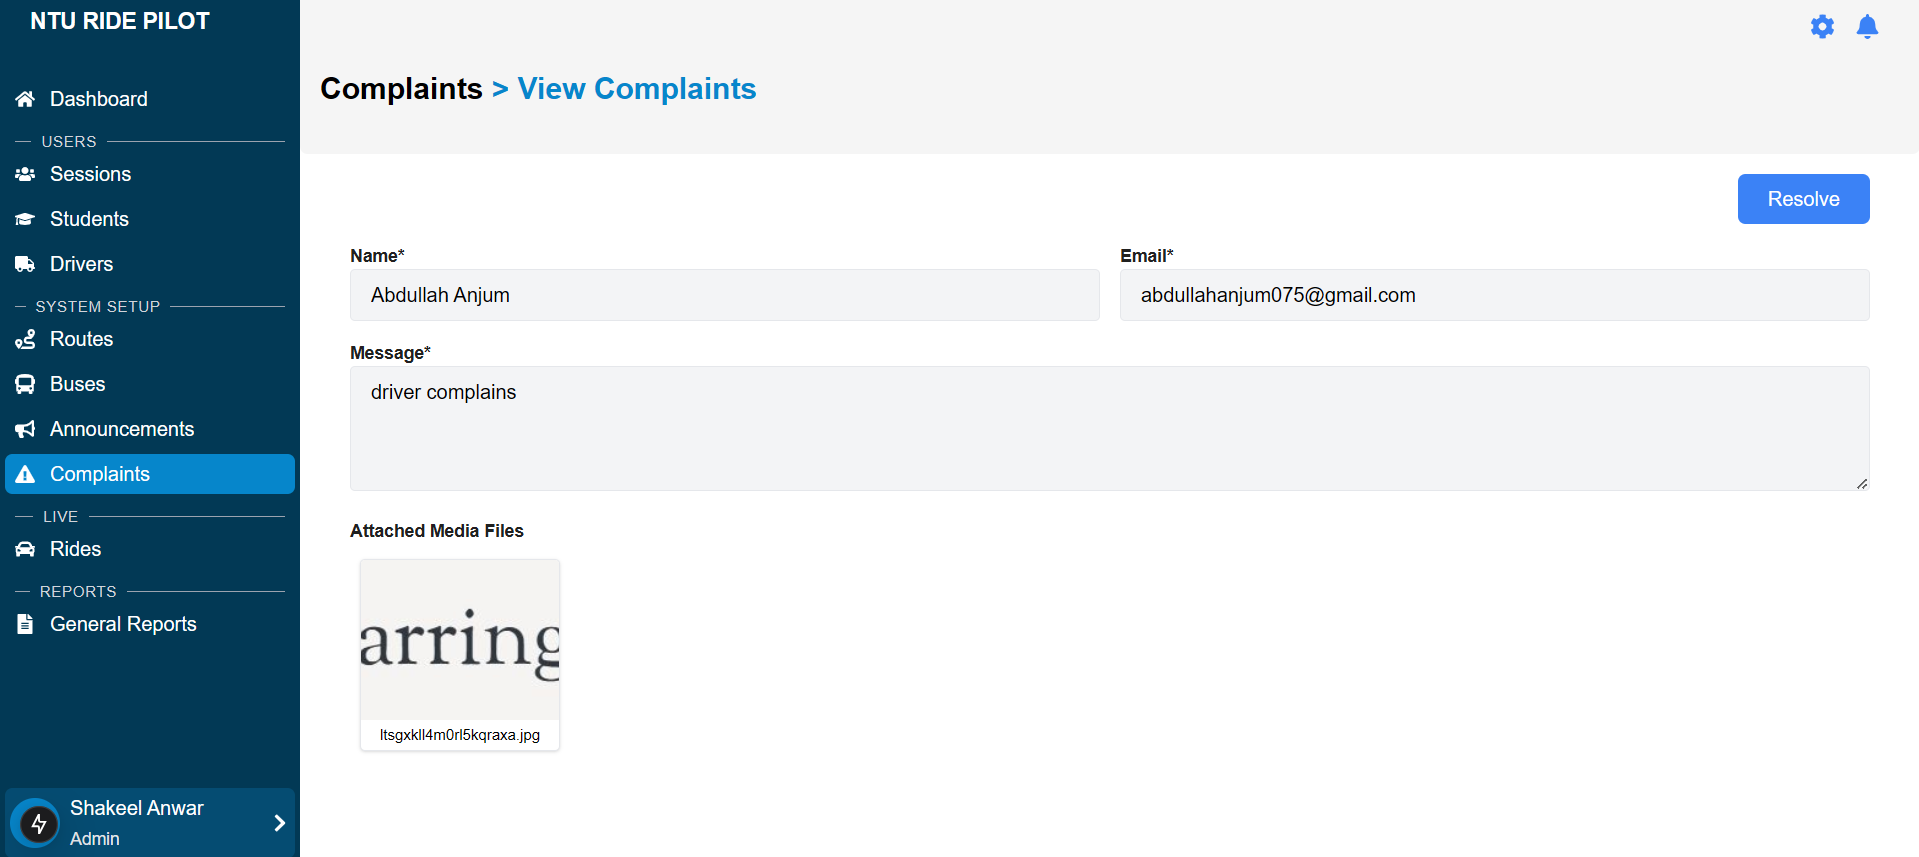 NTU RIDE PILOT
Dashboard
USERS
Sessions
Students
Drivers
SYSTEM SETUP
Routes
Buses
Announcements
Complaints
LIVE
Rides
REPORTS
General Reports
Shakeel Anwar
Admin
Complaints > View Complaints
Resolve
Name*
Email*
Abdullah Anjum
abdullahanjum075@gmail.com
Message*
driver complains
Attached Media Files
arring
ltsgxkll4m0rl5kqraxa.jpg